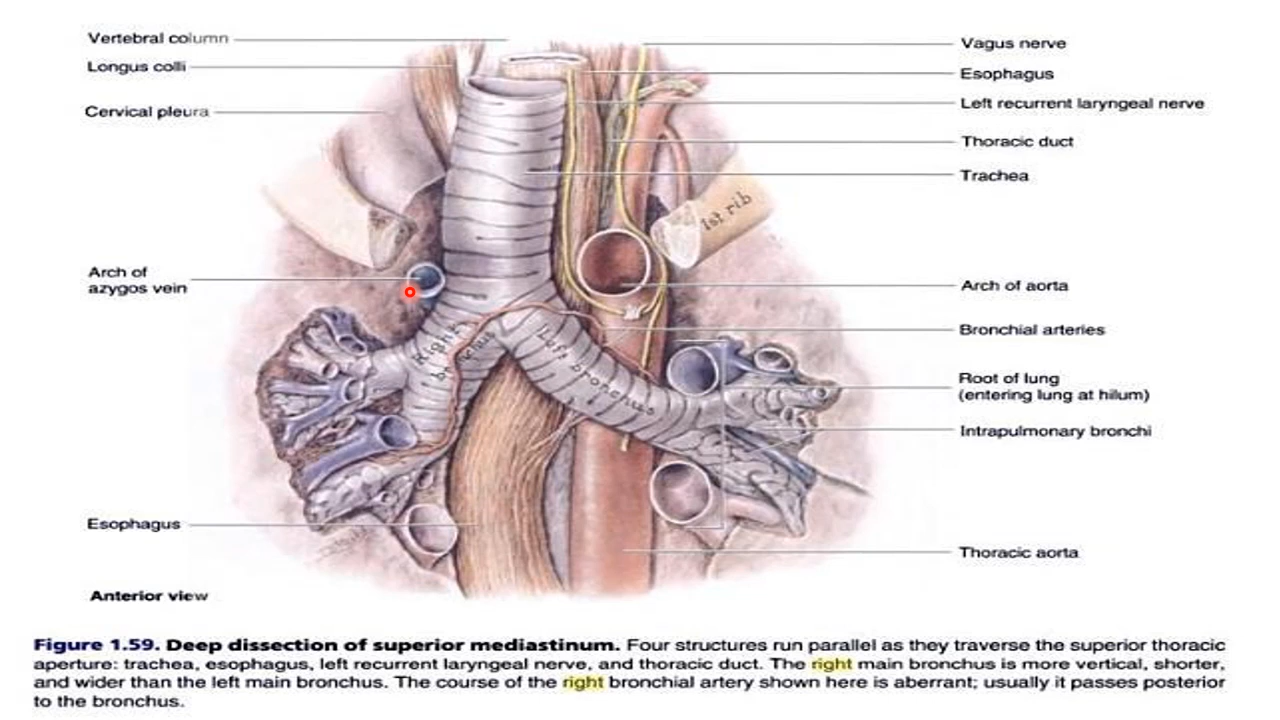 Vertebral column
Longus colli
Cervical pleura
Arch of
azygos vein
Esophagus
Anterior view
Vagus nerve
Esophagus
Left recurrent laryngeal nerve
Thoracic duct
Trachea
1st rib
Arch of aorta
Bronchial arteries
Root of lung
(entering lung at hilum)
Intrapulmonary bronchi
Thoracic aorta
Right
bronchus
Left bronchus
Figure 1.59. Deep dissection of superior mediastinum. Four structures run parallel as they traverse the superior thoracic
aperture: trachea, esophagus, left recurrent laryngeal nerve, and thoracic duct. The right main bronchus is more vertical, shorter,
and wider than the left main bronchus. The course of the right bronchial artery shown here is aberrant; usually it passes posterior
to the bronchus.